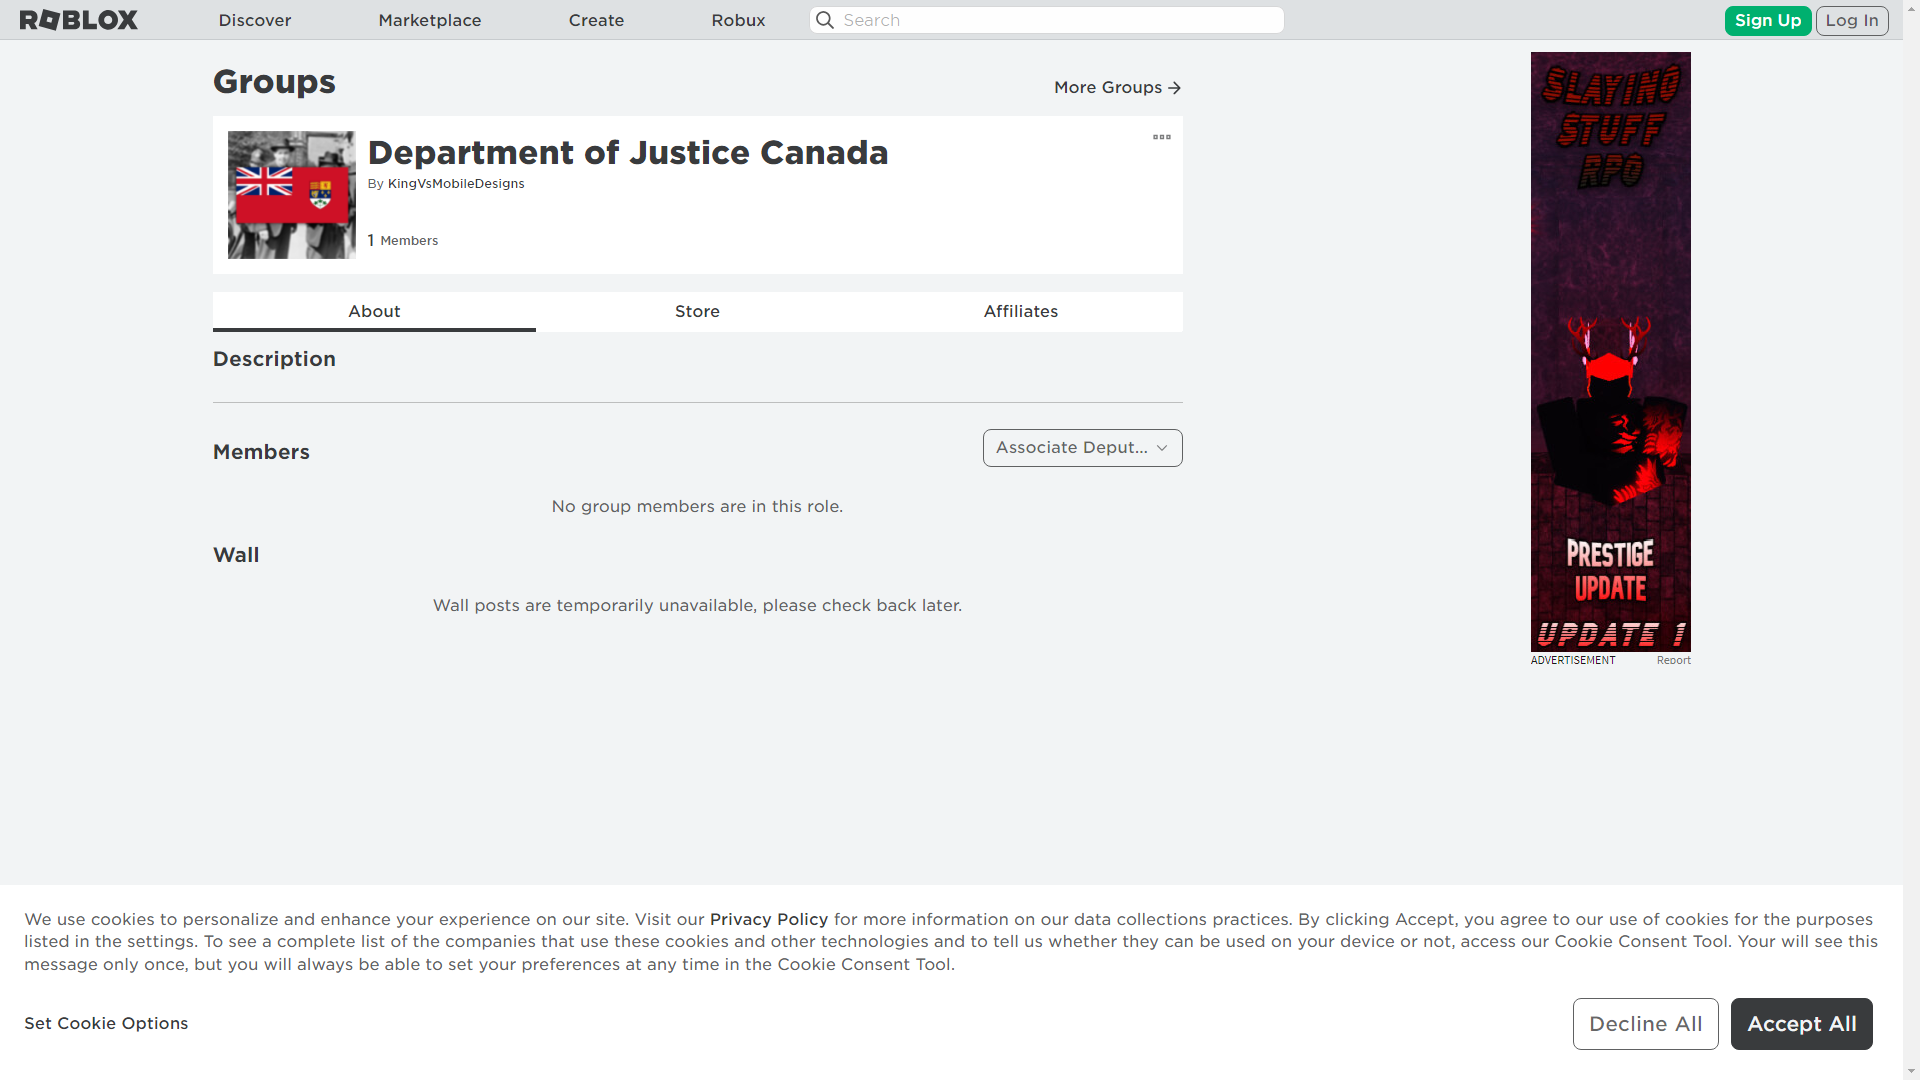 ROBLOX
Discover
Marketplace
Create
Robux
Search
Sign Up
Log In
Groups
More Groups
Department of Justice Canada
By KingVsMobileDesigns
1 Members
About
Store
Affiliates
Description
Members
Associate Deput...
No group members are in this role.
Wall
Wall posts are temporarily unavailable, please check back later.
SLAYING
STUFF
RPG
PRESTIGE
UPDATE
UPDATE 1
ADVERTISEMENT
Report
We use cookies to personalize and enhance your experience on our site. Visit our Privacy Policy for more information on our data collections practices. By clicking Accept, you agree to our use of cookies for the purposes
listed in the settings. To see a complete list of the companies that use these cookies and other technologies and to tell us whether they can be used on your device or not, access our Cookie Consent Tool. Your will see this
message only once, but you will always be able to set your preferences at any time in the Cookie Consent Tool.
Set Cookie Options
Decline All
Accept All